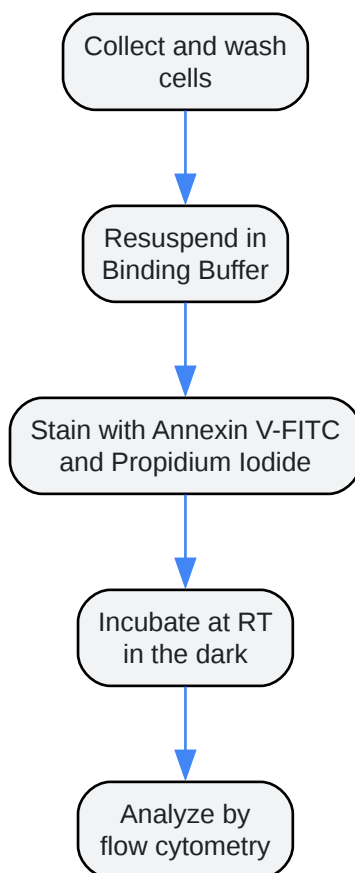 Collect and wash
cells
Resuspend in
Binding Buffer
Stain with Annexin V-FITC
and Propidium Iodide
Incubate at RT
in the dark
Analyze by
flow cytometry